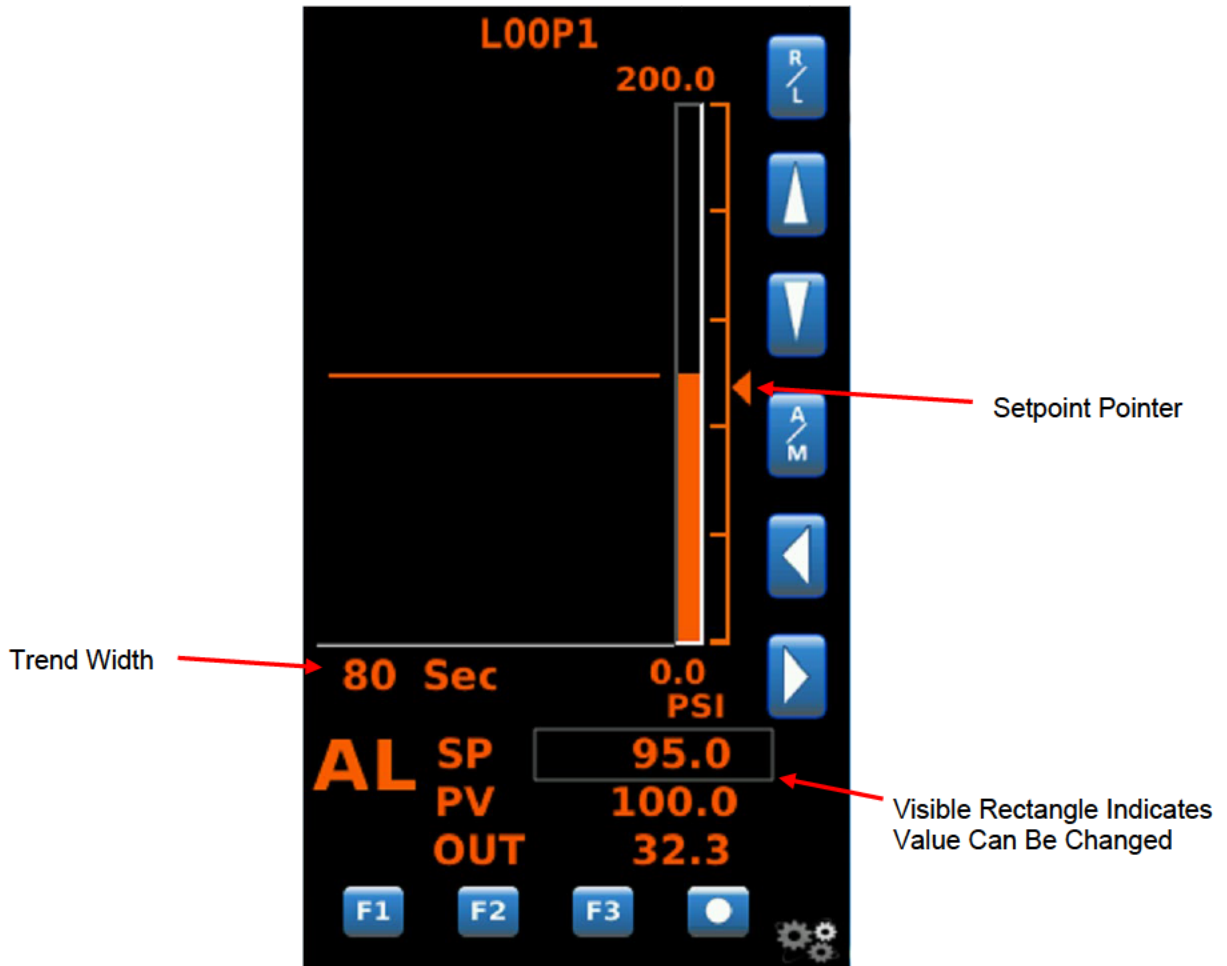 L00P1
200.0
R/L
A/M
Setpoint Pointer
Trend Width
80 Sec
0.0
PSI
AL
SP 95.0
PV 100.0
OUT 32.3
Visible Rectangle Indicates
Value Can Be Changed
F1 F2 F3